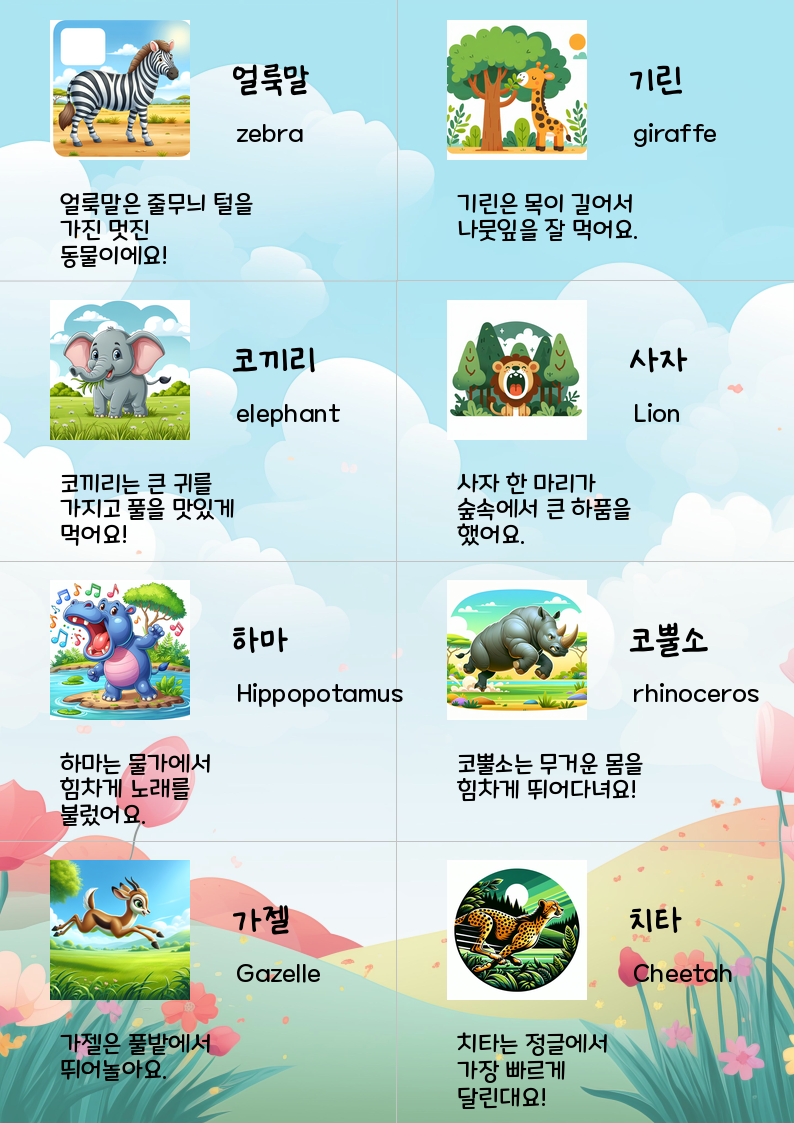 얼룩말
zebra
얼룩말은 줄무늬 털을
가진 멋진
동물이에요!
기린
giraffe
기린은 목이 길어서
나뭇잎을 잘 먹어요.
코끼리
elephant
코끼리는 큰 귀를
가지고 풀을 맛있게
먹어요!
사자
Lion
사자 한 마리가
숲속에서 큰 하품을
했어요.
하마
Hippopotamus
하마는 물가에서
힘차게 노래를
불렀어요.
코뿔소
rhinoceros
코뿔소는 무거운 몸을
힘차게 뛰어다녀요!
가젤
Gazelle
가젤은 풀밭에서
뛰어놀아요.
치타
Cheetah
치타는 정글에서
가장 빠르게
달린대요!